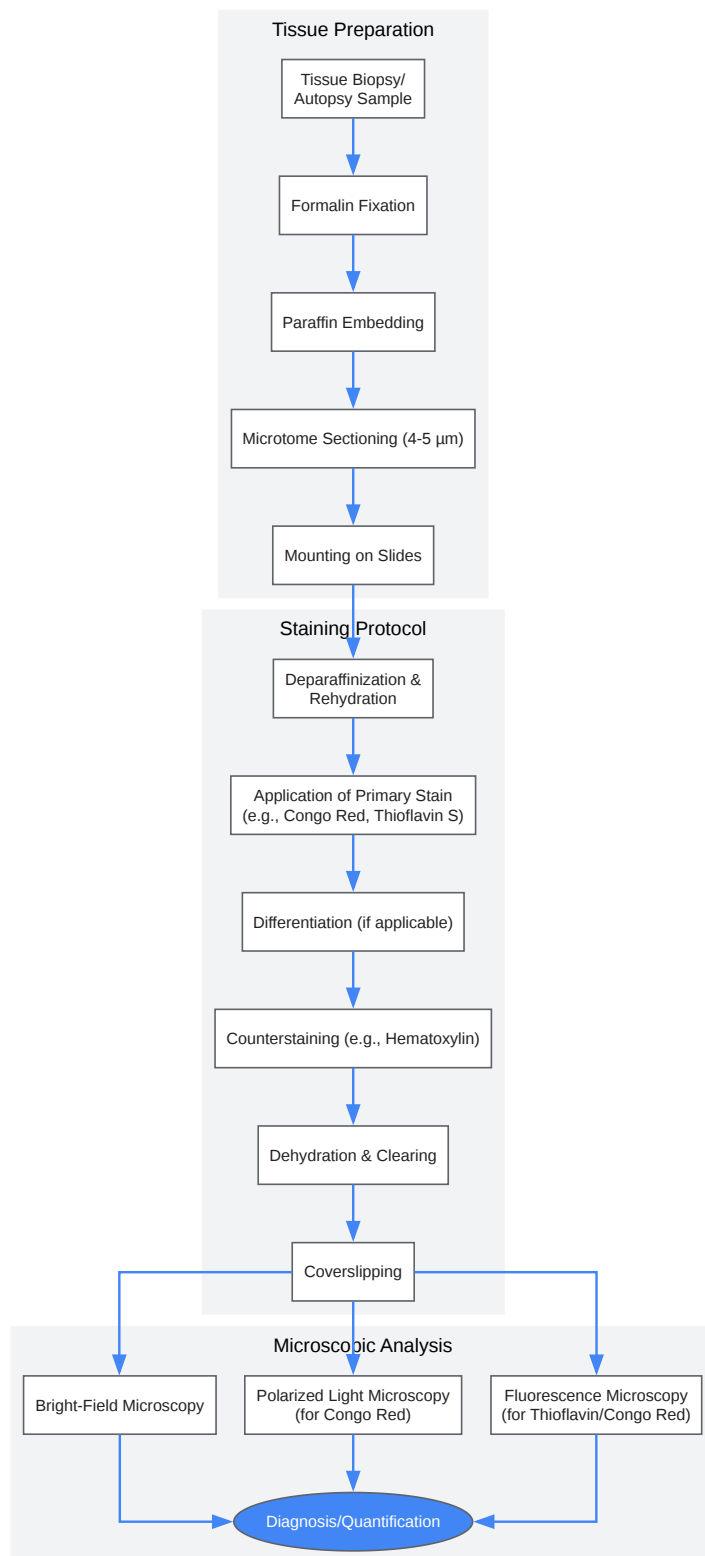 Tissue Preparation
Tissue Biopsy/
Autopsy Sample
Formalin Fixation
Paraffin Embedding
Microtome Sectioning (4-5 µm)
Mounting on Slides
Staining Protocol
Deparaffinization &
Rehydration
Application of Primary Stain
(e.g., Congo Red, Thioflavin S)
Differentiation (if applicable)
Counterstaining (e.g., Hematoxylin)
Dehydration & Clearing
Coverslipping
Microscopic Analysis
Bright-Field Microscopy
Polarized Light Microscopy
(for Congo Red)
Fluorescence Microscopy
(for Thioflavin/Congo Red)
Diagnosis/Quantification